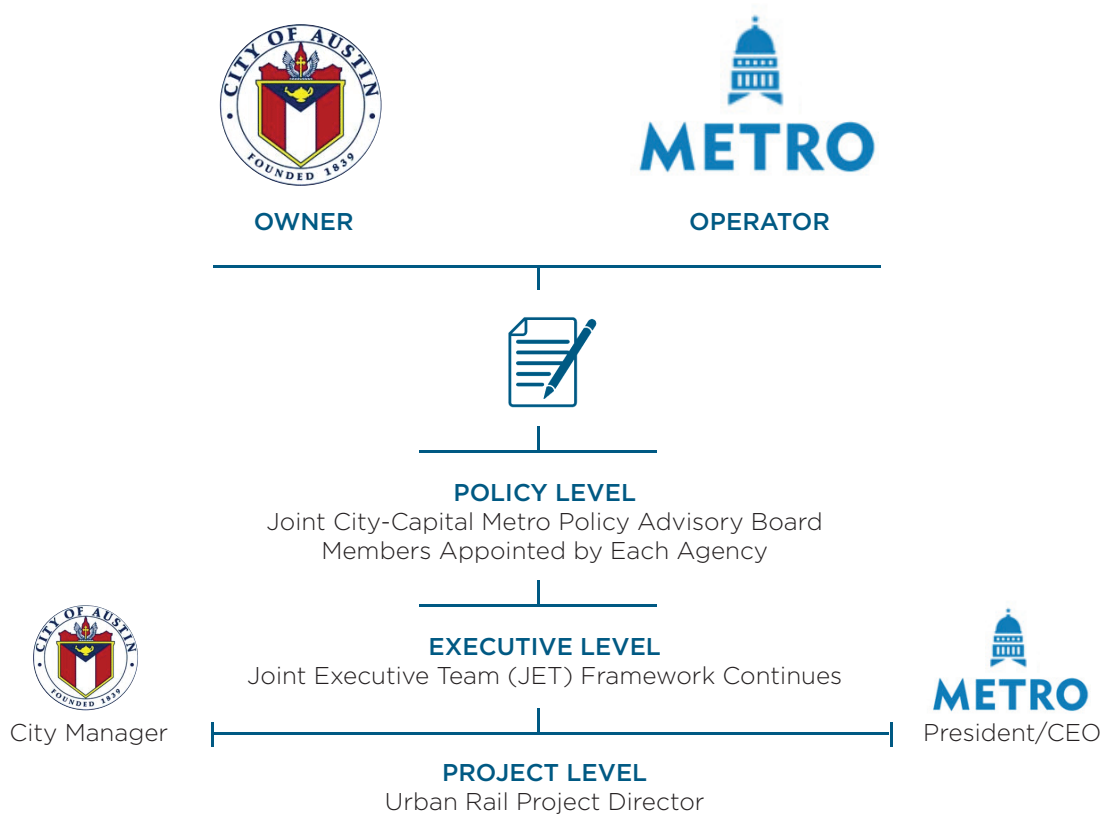 CITY OF AUSTIN
FOUNDED 1839
METRO
OWNER
OPERATOR
POLICY LEVEL
Joint City-Capital Metro Policy Advisory Board
Members Appointed by Each Agency
EXECUTIVE LEVEL
Joint Executive Team (JET) Framework Continues
CITY OF AUSTIN
FOUNDED 1839
City Manager
METRO
President/CEO
PROJECT LEVEL
Urban Rail Project Director